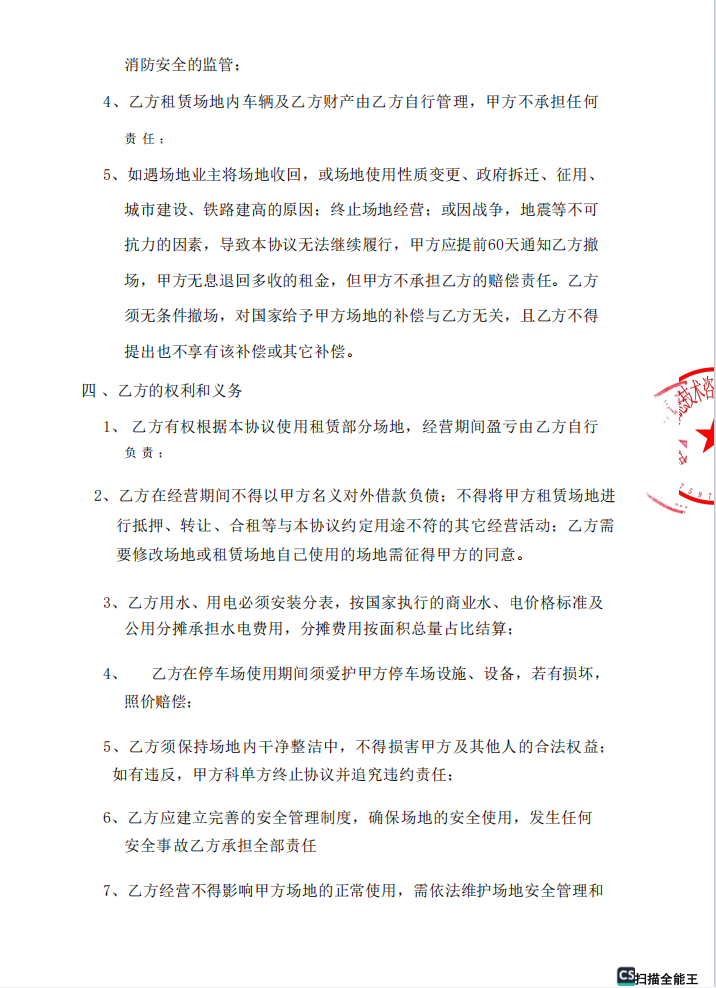 消防安全的监管；
4、乙方租赁场地内车辆及乙方财产由乙方自行管理，甲方不承担任何
责任；
5、如遇场地业主将场地收回，或场地使用性质变更、政府拆迁、征用、
城市建设、铁路建高的原因；终止场地经营；或因战争，地震等不可
抗力的因素，导致本协议无法继续履行，甲方应提前60天通知乙方撤
场，甲方无息退回多收的租金，但甲方不承担乙方的赔偿责任。乙方
须无条件撤场，对国家给予甲方场地的补偿与乙方无关，且乙方不得
提出也不享有该补偿或其它补偿。
四、乙方的权利和义务
1、 乙方有权根据本协议使用租赁部分场地，经营期间盈亏由乙方自行
负责；
2、乙方在经营期间不得以甲方名义对外借款负债；不得将甲方租赁场地进
行抵押、转让、合租等与本协议约定用途不符的其它经营活动；乙方需
要修改场地或租赁场地自己使用的场地需征得甲方的同意。
3、乙方用水、用电必须安装分表，按国家执行的商业水、电价格标准及
公用分摊承担水电费用，分摊费用按面积总量占比结算；
4、 乙方在停车场使用期间须爱护甲方停车场设施、设备，若有损坏，
照价赔偿；
5、乙方须保持场地内干净整洁中，不得损害甲方及其他人的合法权益；
如有违反，甲方科单方终止协议并追究违约责任；
6、乙方应建立完善的安全管理制度，确保场地的安全使用，发生任何
安全事故乙方承担全部责任
7、乙方经营不得影响甲方场地的正常使用，需依法维护场地安全管理和
技术咨
7597
CS扫描全能王